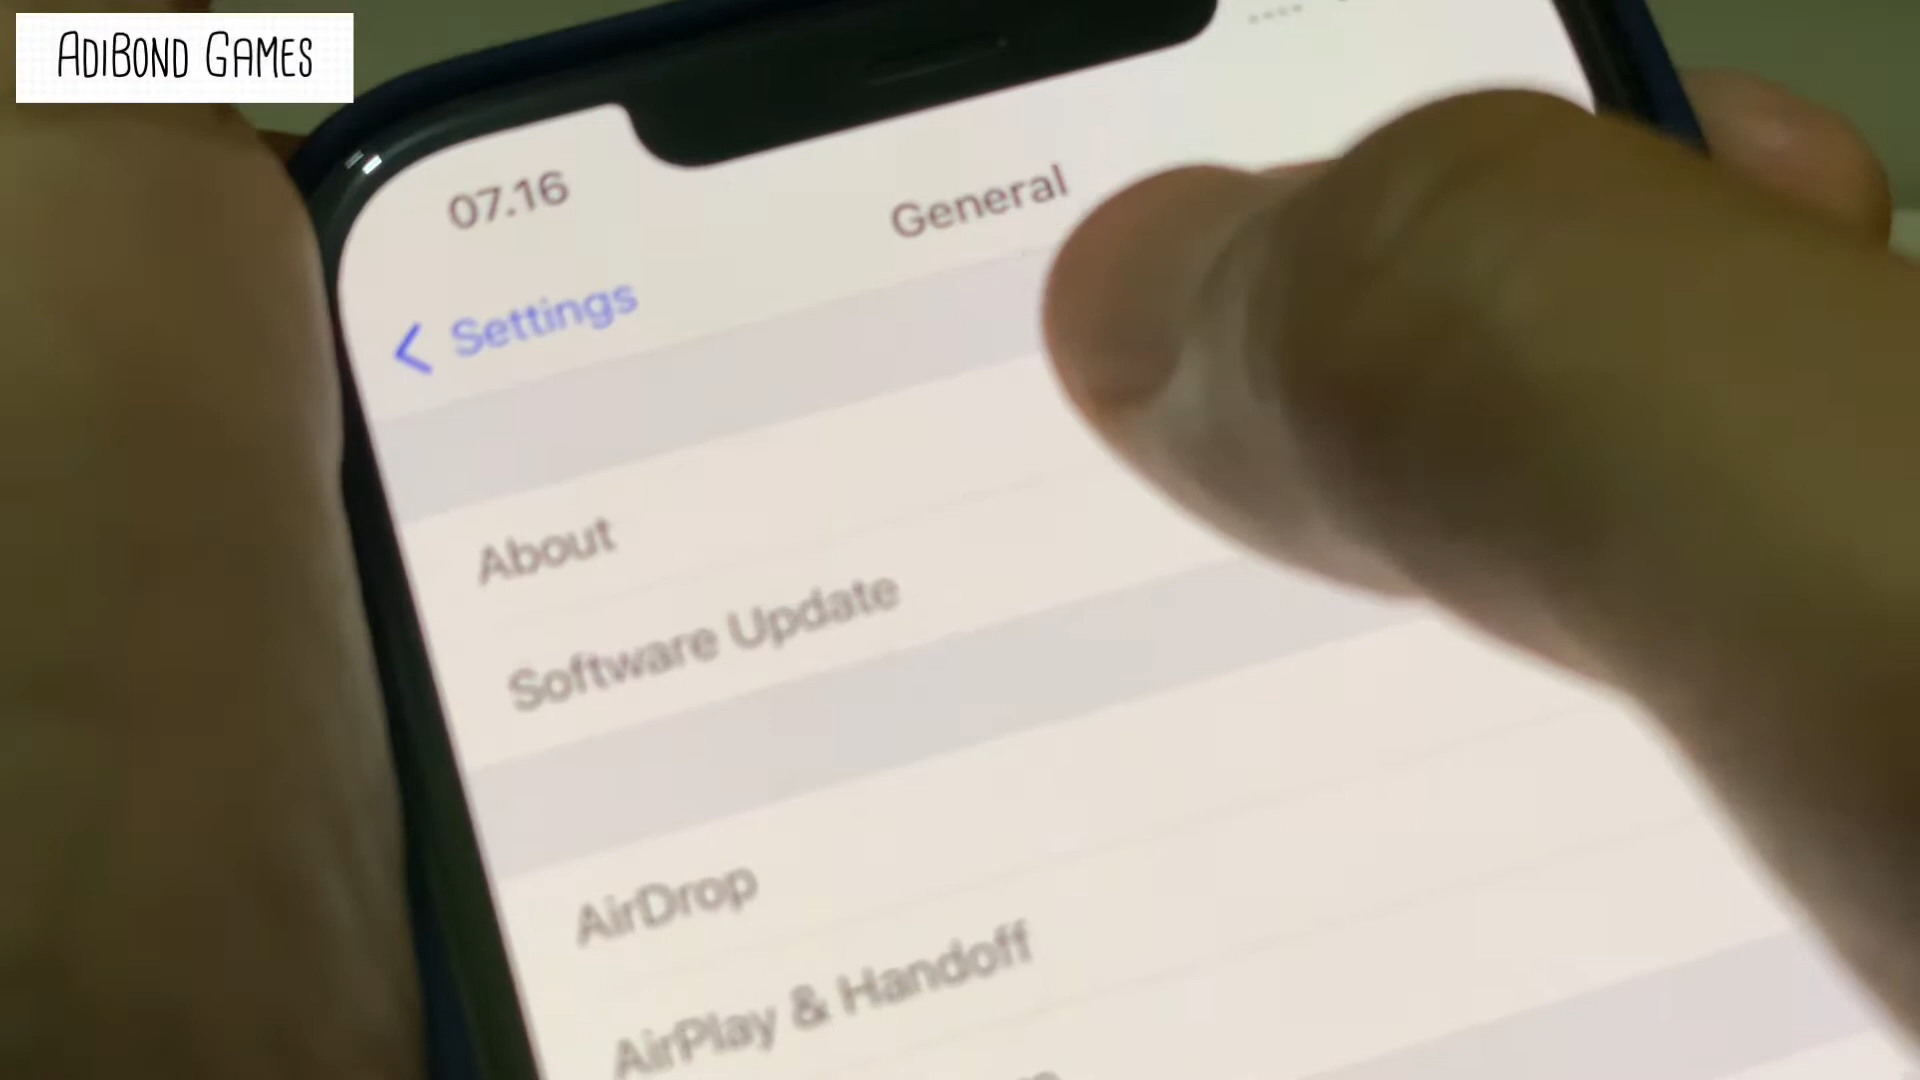 ADIBOND GAMES
07.16
General
Settings
About
Software Update
AirDrop
AirPlay & Handoff